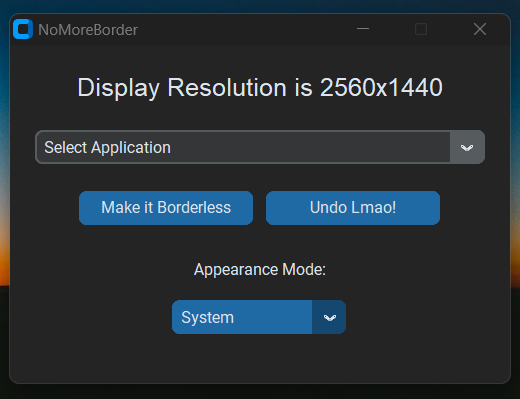 NoMoreBorder
Display Resolution is 2560x1440
Select Application
Make it Borderless
Undo Lmao!
Appearance Mode:
System